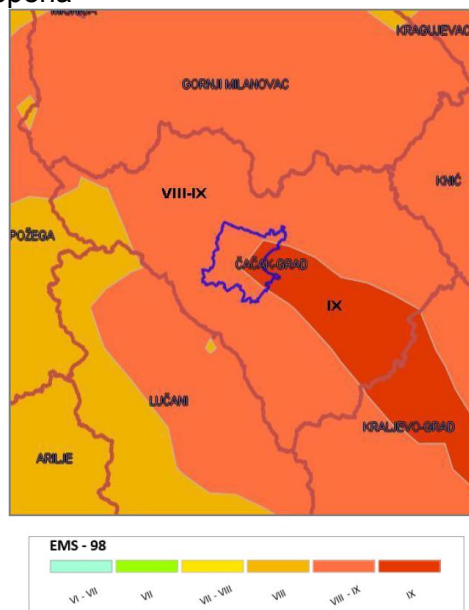 KRAGUJEVAC
GORNJI MILANOVAC
KNIĆ
VIII-IX
POŽEGA
ČAČAK-GRAD
IX
LUČANI
KRALJEVO-GRAD
ARILJE
EMS - 98
VI - VII VII VII - VIII VIII VIII - IX IX